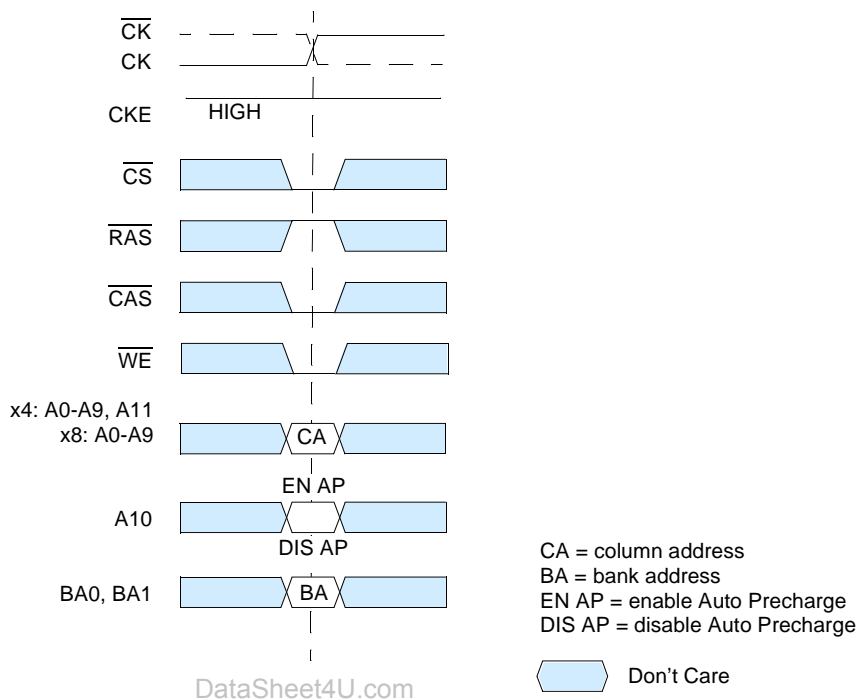 CK
CK
CKE HIGH
CS
RAS
CAS
WE
x4: A0-A9, A11
x8: A0-A9
CA
EN AP
A10
DIS AP
BA0, BA1
BA
CA = column address
BA = bank address
EN AP = enable Auto Precharge
DIS AP = disable Auto Precharge
Don't Care
DataSheet4U.com